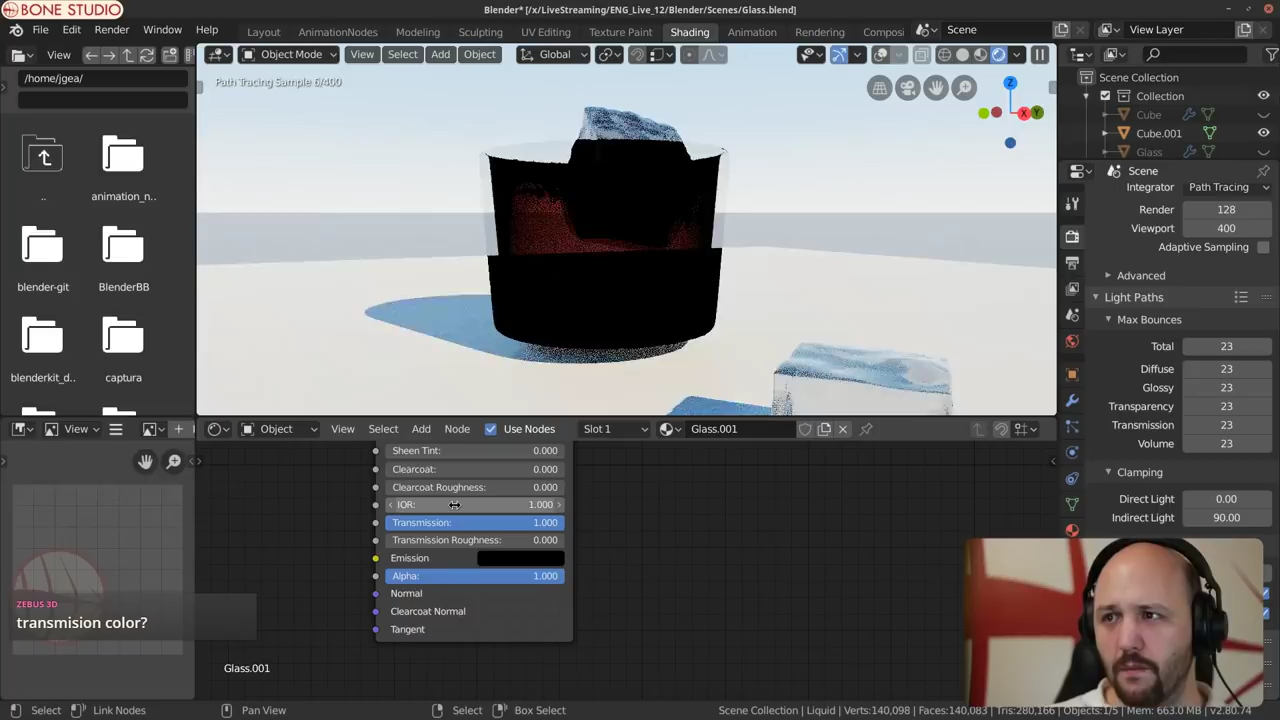 BONE STUDIO
Blender* [/x/LiveStreaming/ENG_Live_12/Blender/Scenes/Glass.blend]
File Edit Render Window Help
Layout AnimationNodes Modeling Sculpting UV Editing Texture Paint Shading Animation Rendering Composi
Scene
View Layer
View
Object Mode View Select Add Object Global
/home/jgea/
Path Tracing Sample 6/400
Z
X
Y
Scene Collection
Collection
Cube
Cube.001
Glass
..
animation_n..
blender-git
BlenderBB
blenderkit_d..
captura
Scene
Integrator Path Tracing
Render 128
Viewport 400
Adaptive Sampling
Advanced
Light Paths
Max Bounces
Total 23
Diffuse 23
Glossy 23
Transparency 23
Transmission 23
Volume 23
Clamping
Direct Light 0.00
Indirect Light 90.00
View
Object View Select Add Node Use Nodes Slot 1 Glass.001
Sheen Tint: 0.000
Clearcoat: 0.000
Clearcoat Roughness: 0.000
IOR: 1.000
Transmission: 1.000
Transmission Roughness: 0.000
Emission
Alpha: 1.000
Normal
Clearcoat Normal
Tangent
ZEBUS 3D
transmision color?
Glass.001
Select Link Nodes Pan View Select Box Select
Scene Collection | Liquid | Verts:140,098 | Faces:140,083 | Tris:280,166 | Objects:1/5 | Mem: 663.0 MB | v2.80.74